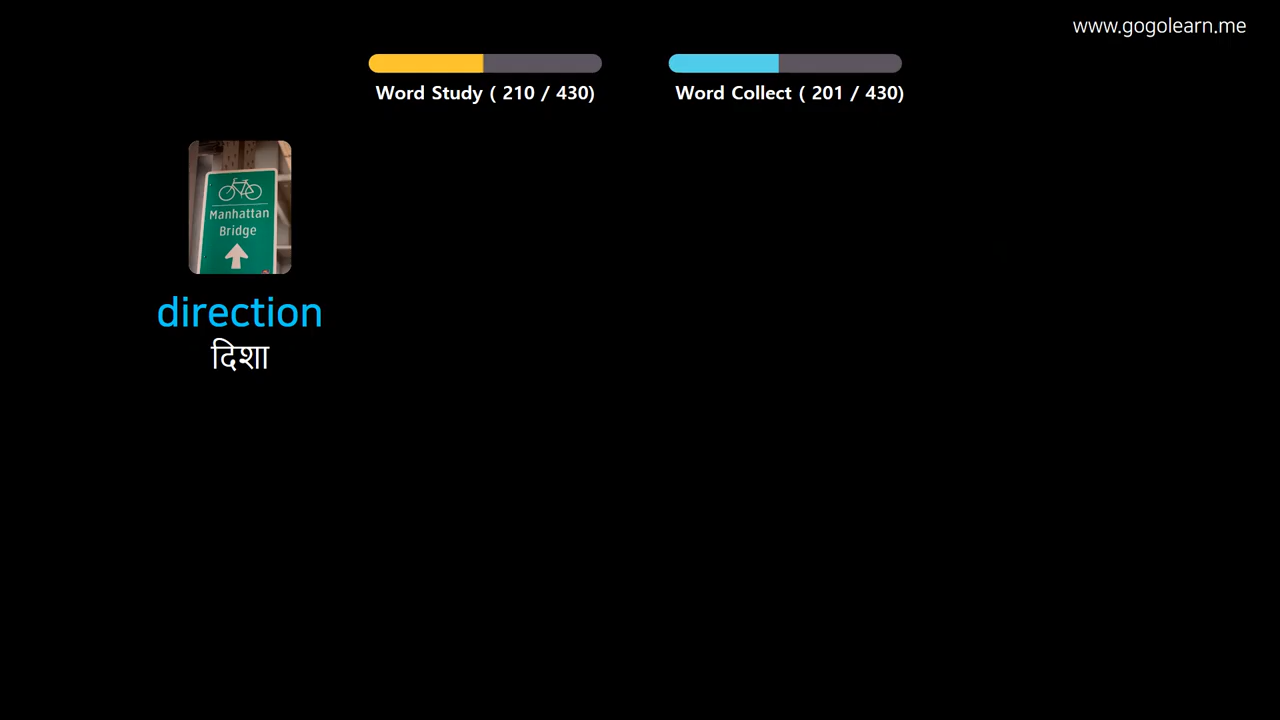 www.gogolearn.me
Word Study ( 210 / 430)
Word Collect ( 201 / 430)
Manhattan
Bridge
direction
दिशा